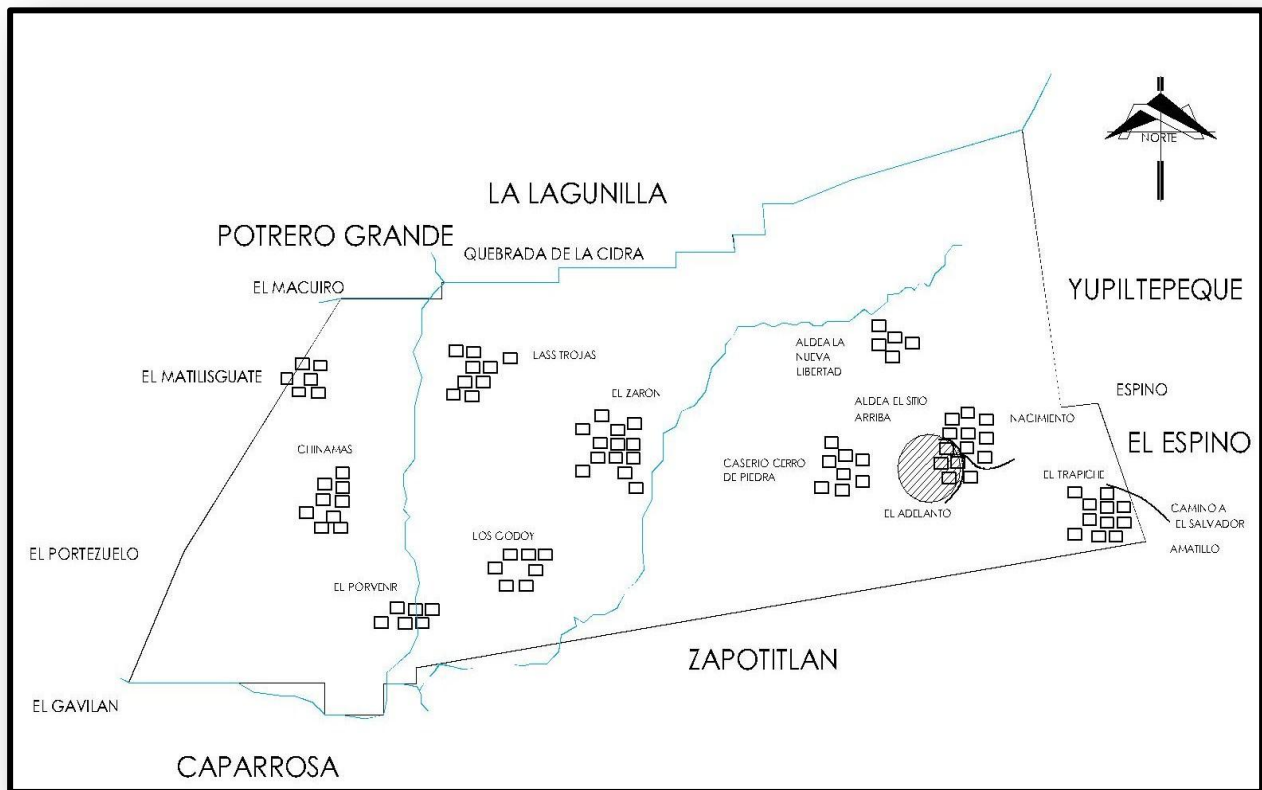 NORTE
LA LAGUNILLA
POTRERO GRANDE
QUEBRADA DE LA CIDRA
EL MACUIRO
YUPILTEPEQUE
ALDEA LA
NUEVA
LIBERTAD
LASS TROJAS
EL MATILISGUATE
EL ZARON
ALDEA EL SITIO
ARRIBA
ESPINO
NACIMIENTO
EL ESPINO
CHINAMAS
CASERIO CERRO
DE PIEDRA
EL TRAPICHE
EL ADELANTO
CAMINO A
EL SALVADOR
LOS GODOY
AMATILLO
EL PORTEZUELO
EL PORVENIR
ZAPOTITLAN
EL GAVILAN
CAPARROSA